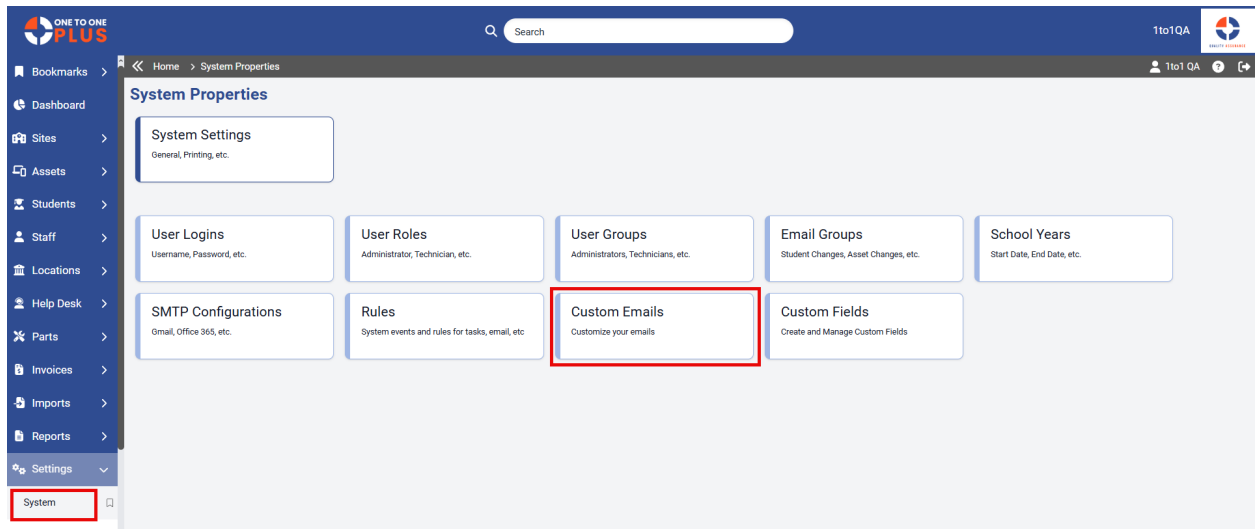 ONE TO ONE
PLUS
Search
1to1QA
Bookmarks
Home > System Properties
1to1 QA
Dashboard
Sites
Assets
Students
Staff
Locations
Help Desk
Parts
Invoices
Imports
Reports
Settings
System
System Properties
System Settings
General, Printing, etc.
User Logins
Username, Password, etc.
User Roles
Administrator, Technician, etc.
User Groups
Administrators, Technicians, etc.
Email Groups
Student Changes, Asset Changes, etc.
School Years
Start Date, End Date, etc.
SMTP Configurations
Gmail, Office 365, etc.
Rules
System events and rules for tasks, email, etc
Custom Emails
Customize your emails
Custom Fields
Create and Manage Custom Fields